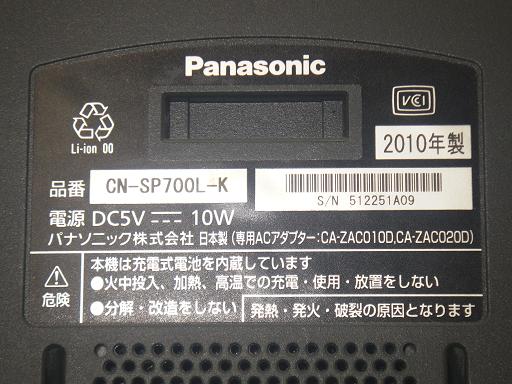 Panasonic
VCCI
Li-ion 00
2010年製
品番 CN-SP700L-K
S/N 512251A09
電源 DC5V 10W
パナソニック株式会社 日本製(専用ACアダプター:CA-ZAC010D,CA-ZAC020D)
危険
本機は充電式電池を内蔵しています
●火中投入、加熱、高温での充電・使用・放置をしない
●分解・改造をしない 発熱・発火・破裂の原因となります